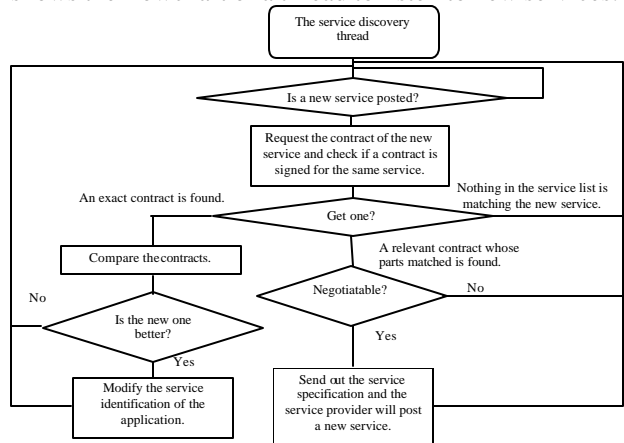 The service discovery
thread
Is a new service posted?
Request the contract of the new
service and check if a contract is
signed for the same service.
An exact contract is found.
Nothing in the service list is
matching the new service.
Get one?
A relevant contract whose
parts matched is found.
Compare thecontracts.
Negotiatable?
No
No
Is the new one
better?
Yes
Yes
Modify the service
identification of the
application.
Send out the service
specification and the
service provider will post
a new service.